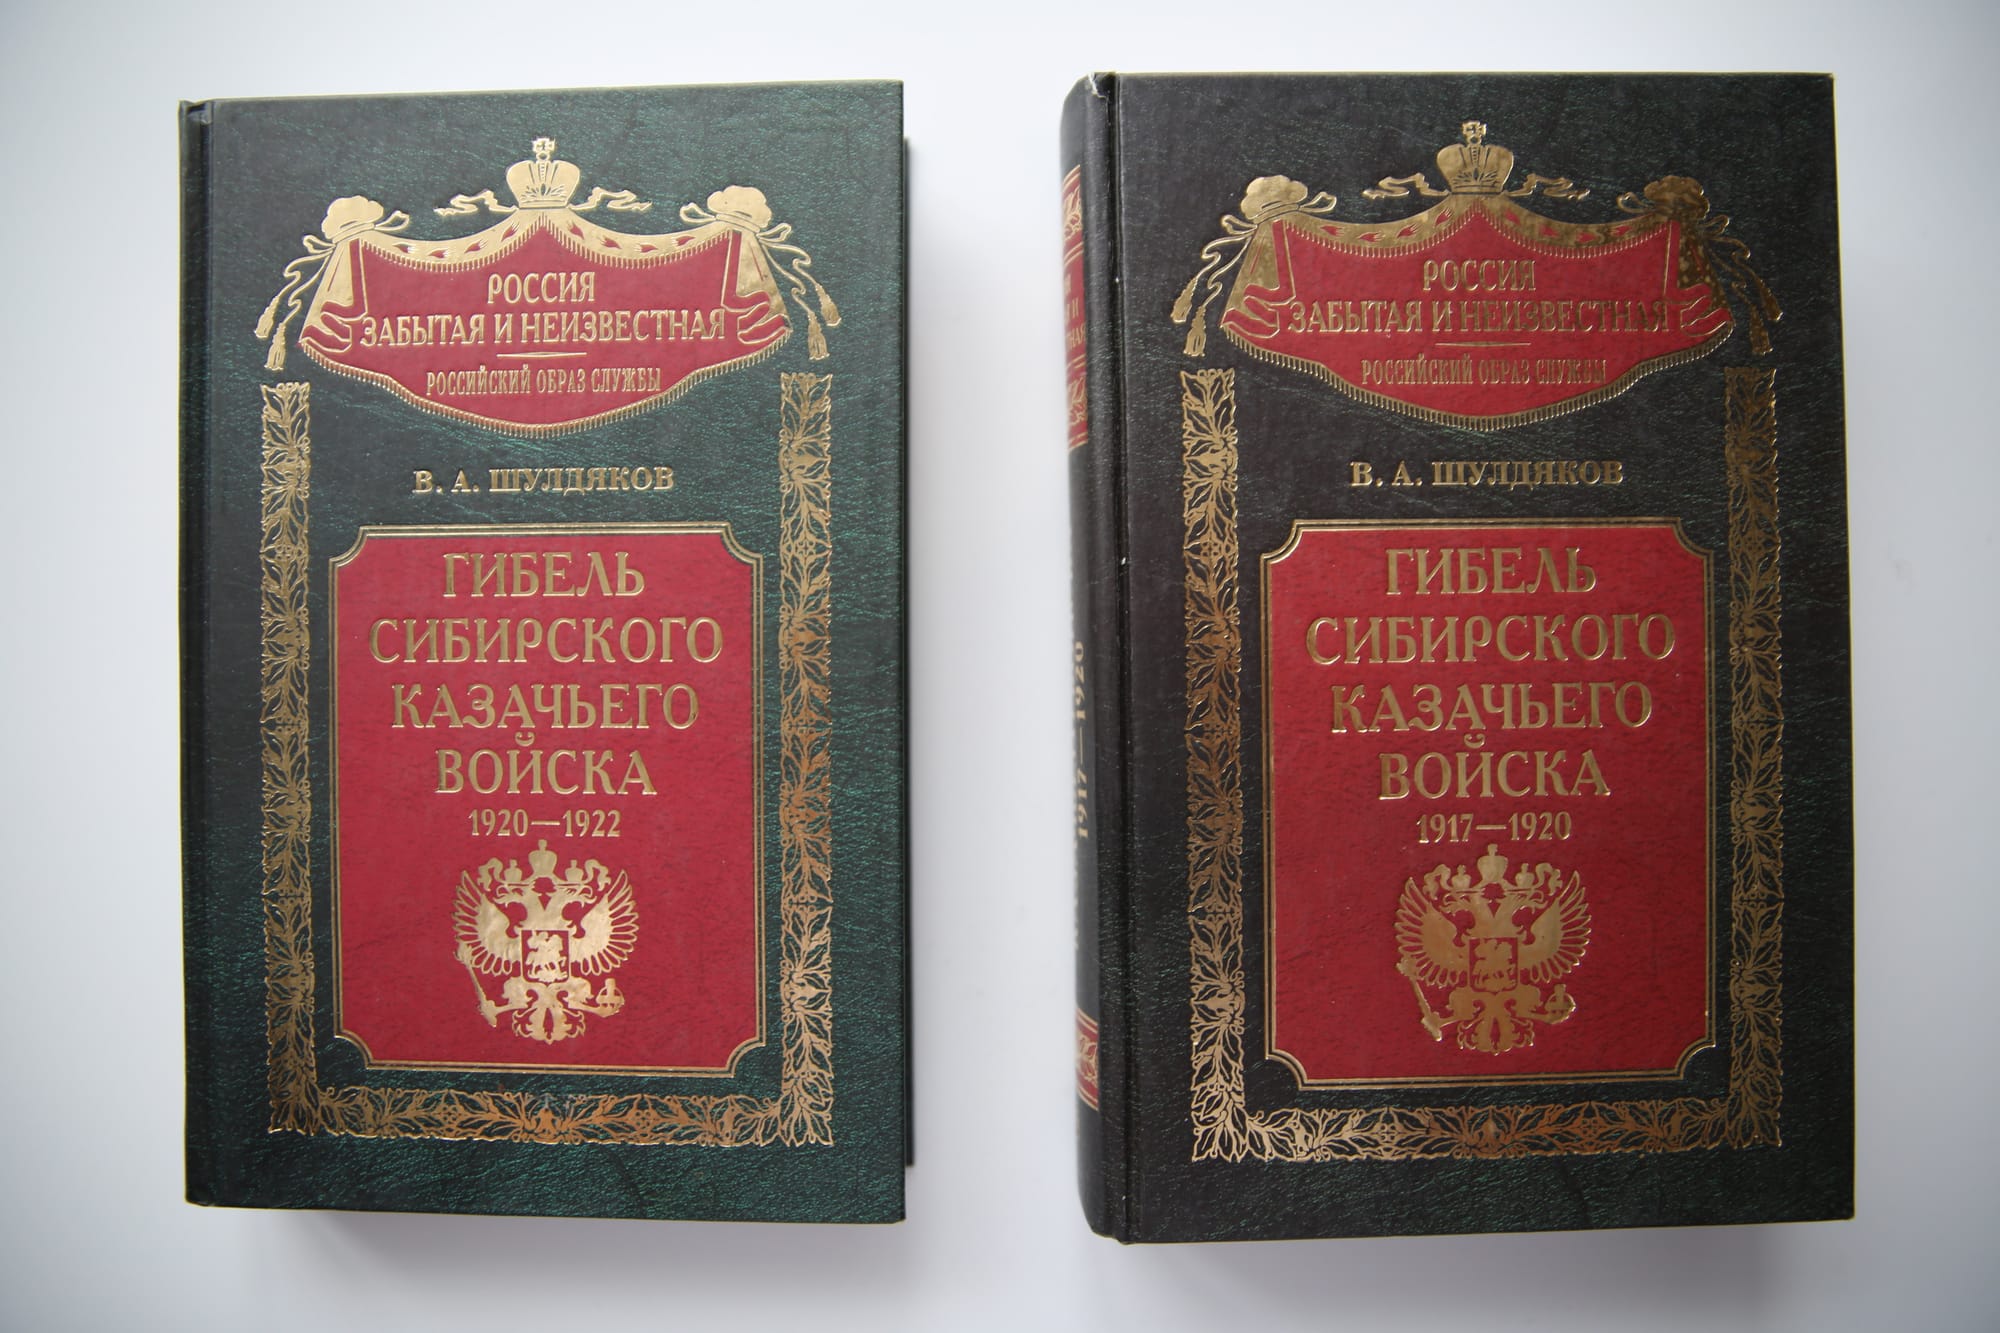 РОССИЯ
ЗАБЫТАЯ И НЕИЗВЕСТНАЯ
РОССИЙСКИЙ ОБРАЗ СЛУЖБЫ
В. А. ШУЛДЯКОВ
ГИБЕЛЬ
СИБИРСКОГО
КАЗАЧЬЕГО
ВОЙСКА
1920—1922
РОССИЯ
ЗАБЫТАЯ И НЕИЗВЕСТНАЯ
РОССИЙСКИЙ ОБРАЗ СЛУЖБЫ
В. А. ШУЛДЯКОВ
ГИБЕЛЬ
СИБИРСКОГО
КАЗАЧЬЕГО
ВОЙСКА
1917—1920
1917—1920